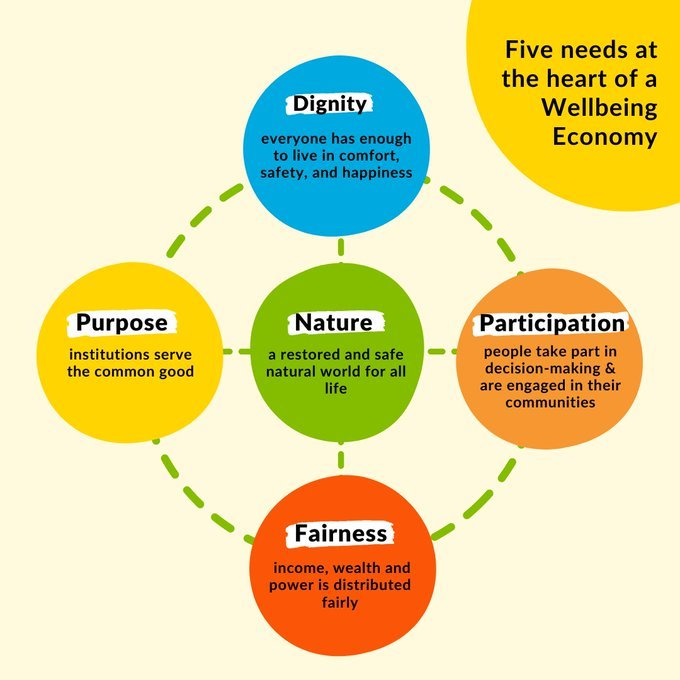 Five needs at
the heart of a
Wellbeing
Economy
Dignity
everyone has enough
to live in comfort,
safety, and happiness
Purpose
institutions serve
the common good
Nature
a restored and safe
natural world for all
life
Participation
people take part in
decision-making &
are engaged in their
communities
Fairness
income, wealth and
power is distributed
fairly